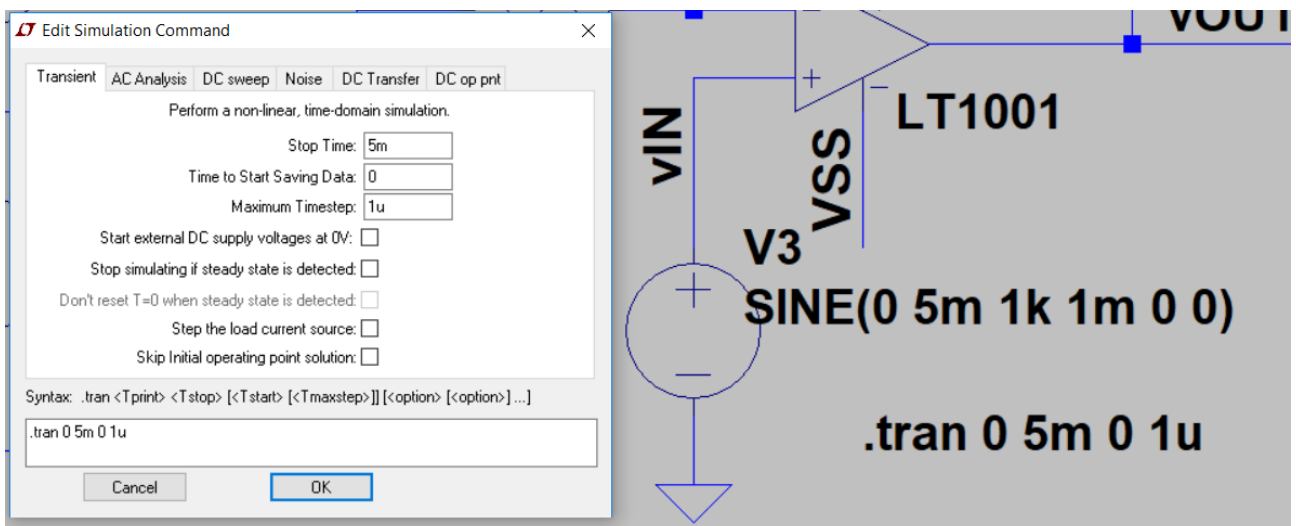 Edit Simulation Command
Transient AC Analysis DC sweep Noise DC Transfer DC op pnt
Perform a non-linear, time-domain simulation.
Stop Time: 5m
Time to Start Saving Data: 0
Maximum Timestep: 1u
Start external DC supply voltages at 0V:
Stop simulating if steady state is detected:
Don't reset T=0 when steady state is detected:
Step the load current source:
Skip Initial operating point solution:
Syntax: .tran <Tprint> <Tstop> [<Tstart> [<Tmaxstep>]] [<option> [<option>] ...]
.tran 0 5m 0 1u
Cancel OK
vOUT
LT1001
vIN
VSS
V3
SINE(0 5m 1k 1m 0 0)
.tran 0 5m 0 1u